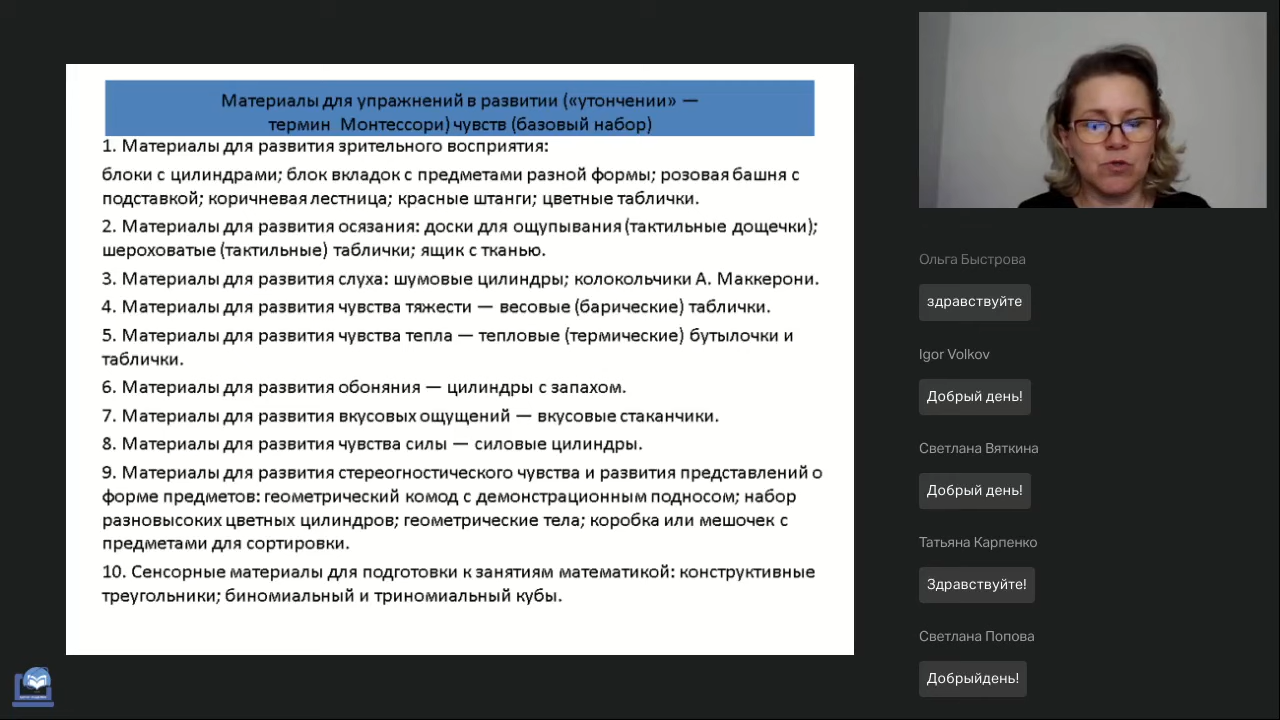 Материалы для упражнений в развитии («утончении» —
термин Монтессори) чувств (базовый набор)
1. Материалы для развития зрительного восприятия:
блоки с цилиндрами; блок вкладок с предметами разной формы; розовая башня с
подставкой; коричневая лестница; красные штанги; цветные таблички.
2. Материалы для развития осязания: доски для ощупывания (тактильные дощечки);
шероховатые (тактильные) таблички; ящик с тканью.
3. Материалы для развития слуха: шумовые цилиндры; колокольчики А. Маккерони.
4. Материалы для развития чувства тяжести — весовые (барические) таблички.
5. Материалы для развития чувства тепла — тепловые (термические) бутылочки и
таблички.
6. Материалы для развития обоняния — цилиндры с запахом.
7. Материалы для развития вкусовых ощущений — вкусовые стаканчики.
8. Материалы для развития чувства силы — силовые цилиндры.
9. Материалы для развития стереогностического чувства и развития представлений о
форме предметов: геометрический комод с демонстрационным подносом; набор
разновысоких цветных цилиндров; геометрические тела; коробка или мешочек с
предметами для сортировки.
10. Сенсорные материалы для подготовки к занятиям математикой: конструктивные
треугольники; биномиальный и триномиальный кубы.
Ольга Быстрова
здравствуйте
Igor Volkov
Добрый день!
Светлана Вяткина
Добрый день!
Татьяна Карпенко
Здравствуйте!
Светлана Попова
Добрыйдень!